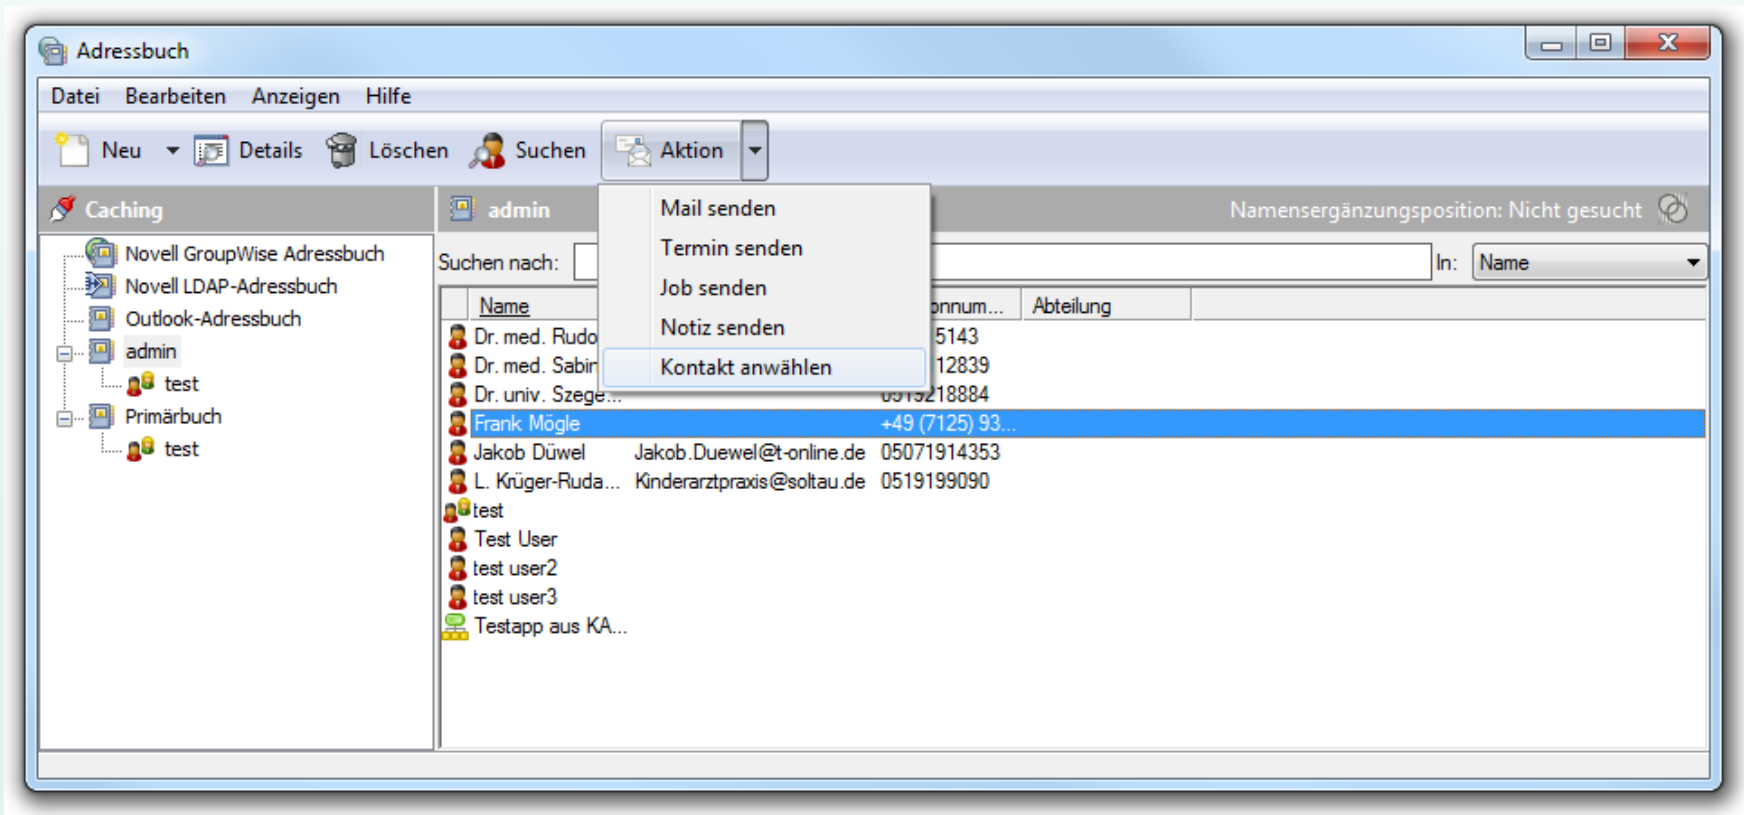 Adressbuch
Datei Bearbeiten Anzeigen Hilfe
Neu Details Löschen Suchen Aktion
Caching
admin
Namensergänzungsposition: Nicht gesucht
Mail senden
Termin senden
Job senden
Notiz senden
Kontakt anwählen
Novell GroupWise Adressbuch
Novell LDAP-Adressbuch
Outlook-Adressbuch
admin
test
Primärbuch
test
Suchen nach: In: Name
Name onnum... Abteilung
Dr. med. Rudo 5143
Dr. med. Sabin 12839
Dr. univ. Szege... 0519218884
Frank Mögle +49 (7125) 93...
Jakob Düwel Jakob.Duewel@t-online.de 05071914353
L. Krüger-Ruda... Kinderarztpraxis@soltau.de 0519199090
test
Test User
test user2
test user3
Testapp aus KA...